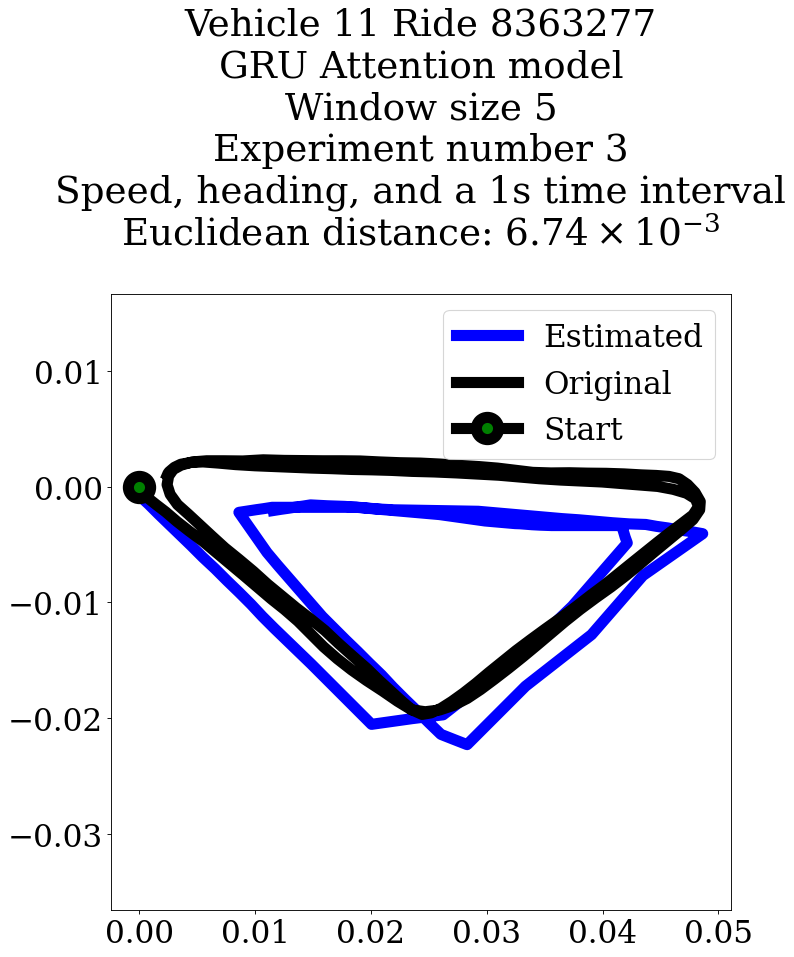 Vehicle 11 Ride 8363277
GRU Attention model
Window size 5
Experiment number 3
Speed, heading, and a 1s time interval
Euclidean distance: 6.74 × 10⁻³
Estimated
Original
Start
0.01
0.00
−0.01
−0.02
−0.03
0.00 0.01 0.02 0.03 0.04 0.05